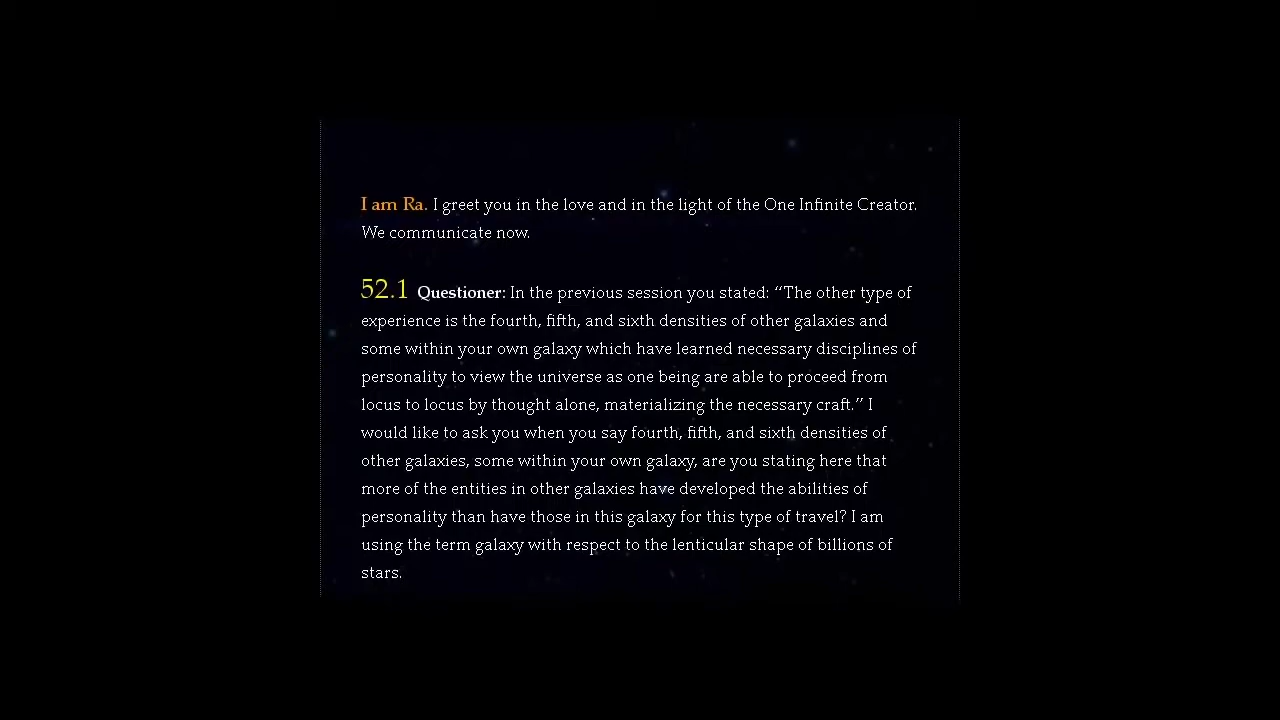 I am Ra. I greet you in the love and in the light of the One Infinite Creator.
We communicate now.
52.1 Questioner: In the previous session you stated: “The other type of
experience is the fourth, fifth, and sixth densities of other galaxies and
some within your own galaxy which have learned necessary disciplines of
personality to view the universe as one being are able to proceed from
locus to locus by thought alone, materializing the necessary craft.” I
would like to ask you when you say fourth, fifth, and sixth densities of
other galaxies, some within your own galaxy, are you stating here that
more of the entities in other galaxies have developed the abilities of
personality than have those in this galaxy for this type of travel? I am
using the term galaxy with respect to the lenticular shape of billions of
stars.